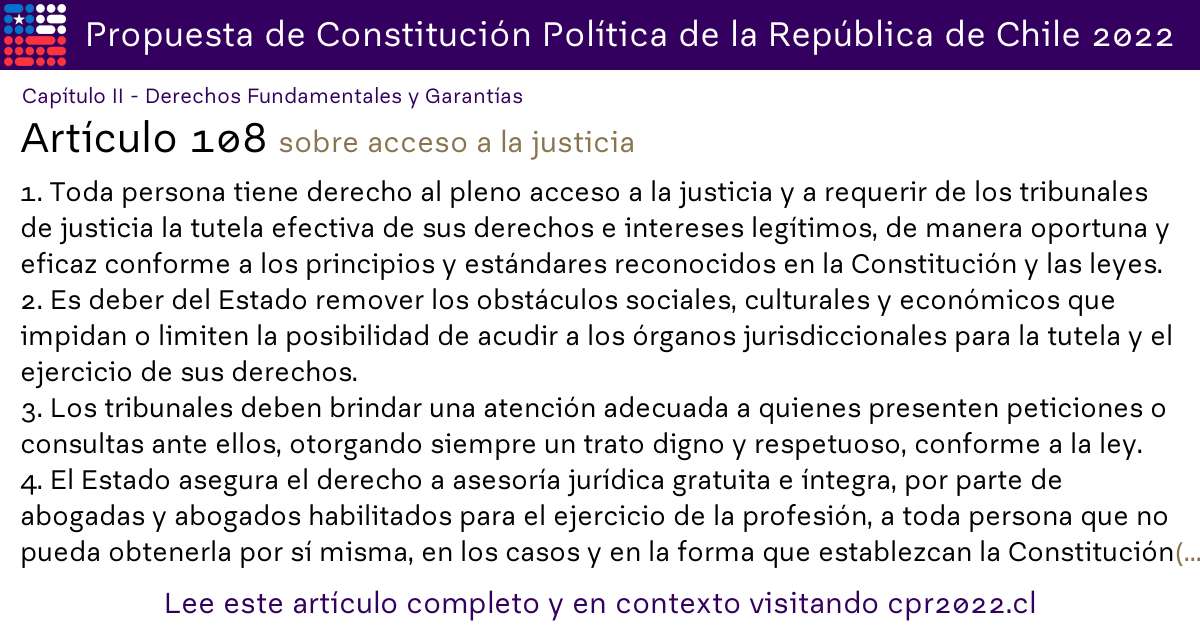 Propuesta de Constitución Política de la República de Chile 2022
Capítulo II - Derechos Fundamentales y Garantías
Artículo 108 sobre acceso a la justicia
1. Toda persona tiene derecho al pleno acceso a la justicia y a requerir de los tribunales
de justicia la tutela efectiva de sus derechos e intereses legítimos, de manera oportuna y
eficaz conforme a los principios y estándares reconocidos en la Constitución y las leyes.
2. Es deber del Estado remover los obstáculos sociales, culturales y económicos que
impidan o limiten la posibilidad de acudir a los órganos jurisdiccionales para la tutela y el
ejercicio de sus derechos.
3. Los tribunales deben brindar una atención adecuada a quienes presenten peticiones o
consultas ante ellos, otorgando siempre un trato digno y respetuoso, conforme a la ley.
4. El Estado asegura el derecho a asesoría jurídica gratuita e íntegra, por parte de
abogadas y abogados habilitados para el ejercicio de la profesión, a toda persona que no
pueda obtenerla por sí misma, en los casos y en la forma que establezcan la Constitución(...
Lee este artículo completo y en contexto visitando cpr2022.cl